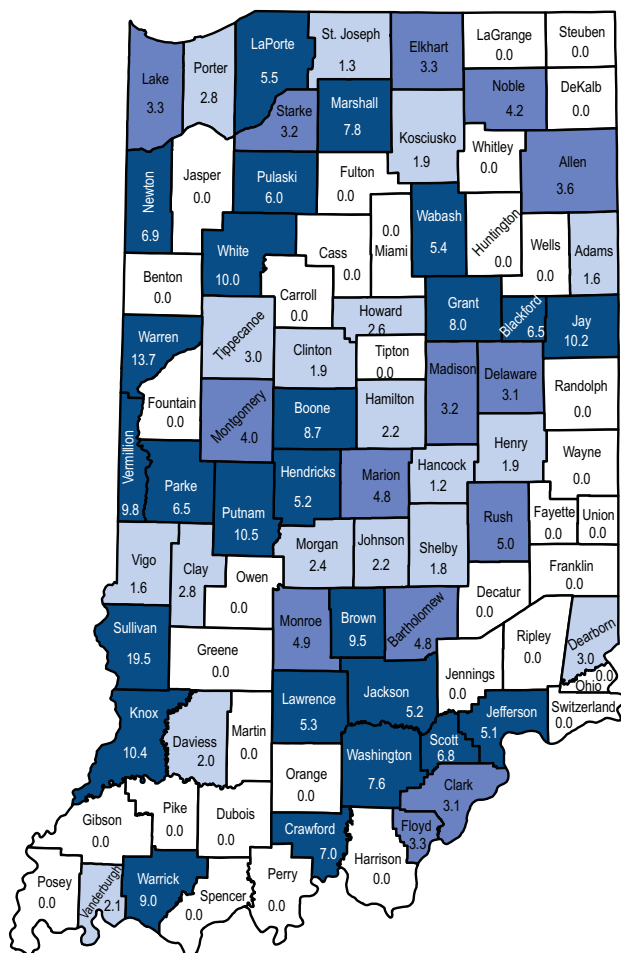 LaPorte
5.5
St. Joseph
1.3
Elkhart
3.3
LaGrange
0.0
Steuben
0.0
Lake
3.3
Porter
2.8
Starke
3.2
Marshall
7.8
Noble
4.2
DeKalb
0.0
Kosciusko
1.9
Whitley
0.0
Allen
3.6
Newton
6.9
Jasper
0.0
Pulaski
6.0
Fulton
0.0
Wabash
5.4
Huntington
0.0
Wells
0.0
Adams
1.6
White
10.0
Cass
0.0
0.0
Miami
Benton
0.0
Carroll
0.0
Howard
2.6
Grant
8.0
Blackford
6.5
Jay
10.2
Warren
13.7
Tippecanoe
3.0
Clinton
1.9
Tipton
0.0
Madison
3.2
Delaware
3.1
Randolph
0.0
Fountain
0.0
Montgomery
4.0
Boone
8.7
Hamilton
2.2
Henry
1.9
Wayne
0.0
Vermillion
9.8
Parke
6.5
Putnam
10.5
Hendricks
5.2
Marion
4.8
Hancock
1.2
Rush
5.0
Fayette
0.0
Union
0.0
Vigo
1.6
Clay
2.8
Owen
0.0
Morgan
2.4
Johnson
2.2
Shelby
1.8
Decatur
0.0
Franklin
0.0
Sullivan
19.5
Greene
0.0
Monroe
4.9
Brown
9.5
Bartholomew
4.8
Jennings
0.0
Ripley
0.0
Dearborn
3.0
0.0
Ohio
Knox
10.4
Daviess
2.0
Martin
0.0
Lawrence
5.3
Jackson
5.2
Jefferson
5.1
Switzerland
0.0
Scott
6.8
Washington
7.6
Orange
0.0
Clark
3.1
Floyd
3.3
Gibson
0.0
Pike
0.0
Dubois
0.0
Crawford
7.0
Harrison
0.0
Posey
0.0
Vanderburgh
2.1
Warrick
9.0
Spencer
0.0
Perry
0.0